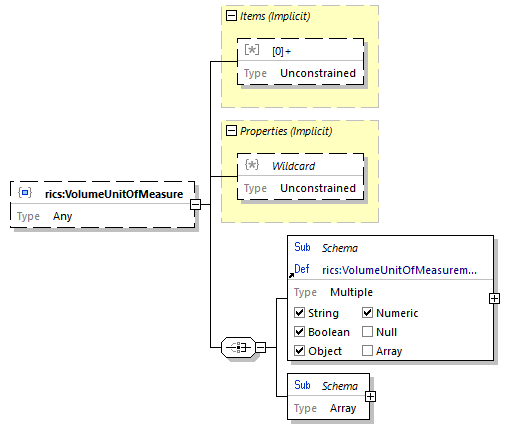 Items (Implicit)
[0]+
Type Unconstrained
Properties (Implicit)
Wildcard
Type Unconstrained
rics:VolumeUnitOfMeasure
Type Any
Sub Schema
Def rics:VolumeUnitOfMeasurem...
Type Multiple
String Numeric
Boolean Null
Object Array
Sub Schema
Type Array